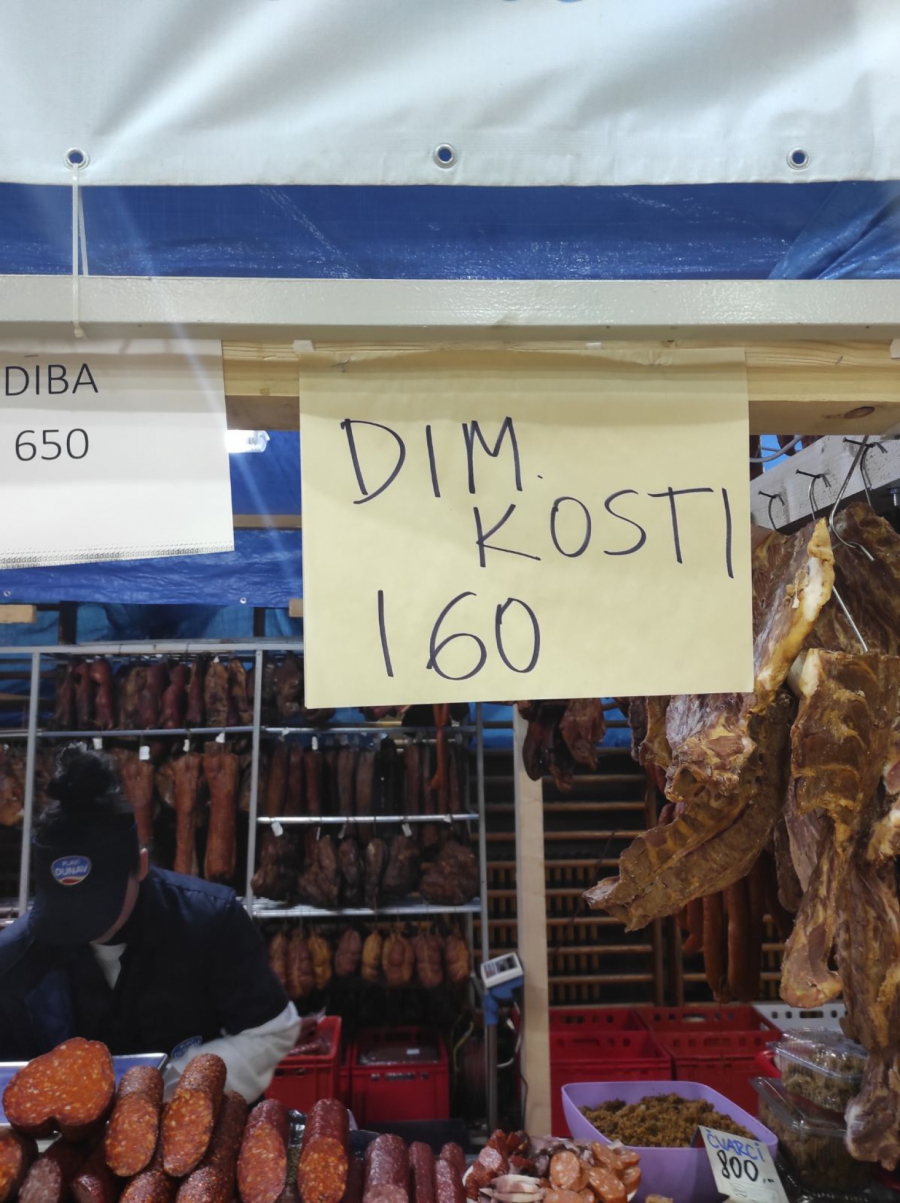 DIBA
650
DIM.
KOSTI
160
DUNAV
ČVARCI
800.-